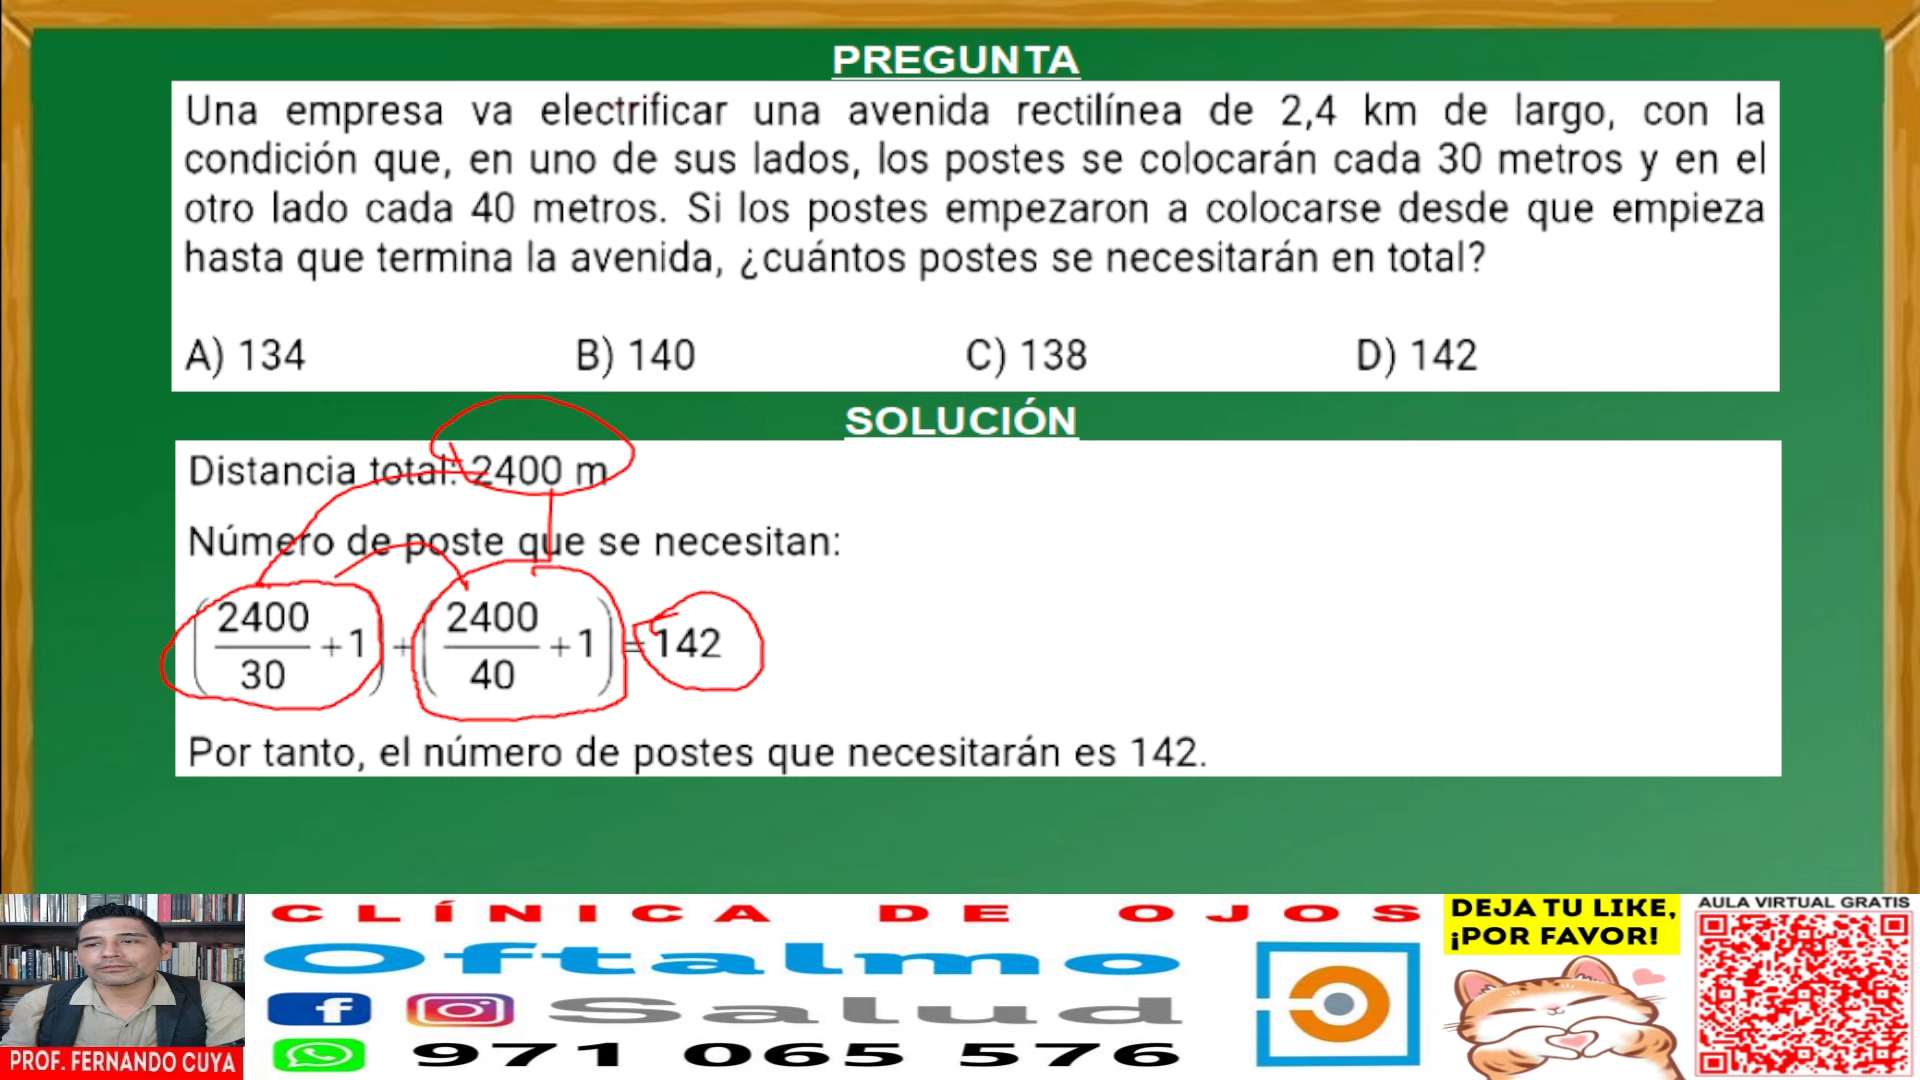 PREGUNTA
Una empresa va electrificar una avenida rectilínea de 2,4 km de largo, con la
condición que, en uno de sus lados, los postes se colocarán cada 30 metros y en el
otro lado cada 40 metros. Si los postes empezaron a colocarse desde que empieza
hasta que termina la avenida, ¿cuántos postes se necesitarán en total?
A) 134 B) 140 C) 138 D) 142
SOLUCIÓN
Distancia total: 2400 m
Número de poste que se necesitan:
(2400/30 + 1) + (2400/40 + 1) = 142
Por tanto, el número de postes que necesitarán es 142.
CLÍNICA DE OJOS
Oftalmo
Salud
971 065 576
DEJA TU LIKE,
¡POR FAVOR!
AULA VIRTUAL GRATIS
PROF. FERNANDO CUYA